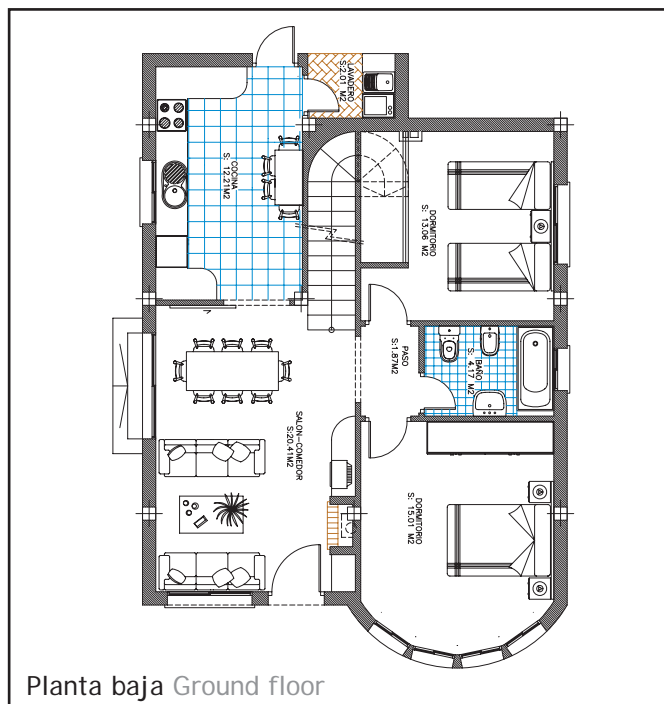 LAVADERO
S:2.01 M2
COCINA
S: 12.21M2
DORMITORIO
S: 13.06 M2
PASO
S:1.87M2
BAÑO
S: 4.17 M2
SALON-COMEDOR
S:20.41M2
DORMITORIO
S: 15.01 M2
Planta baja Ground floor